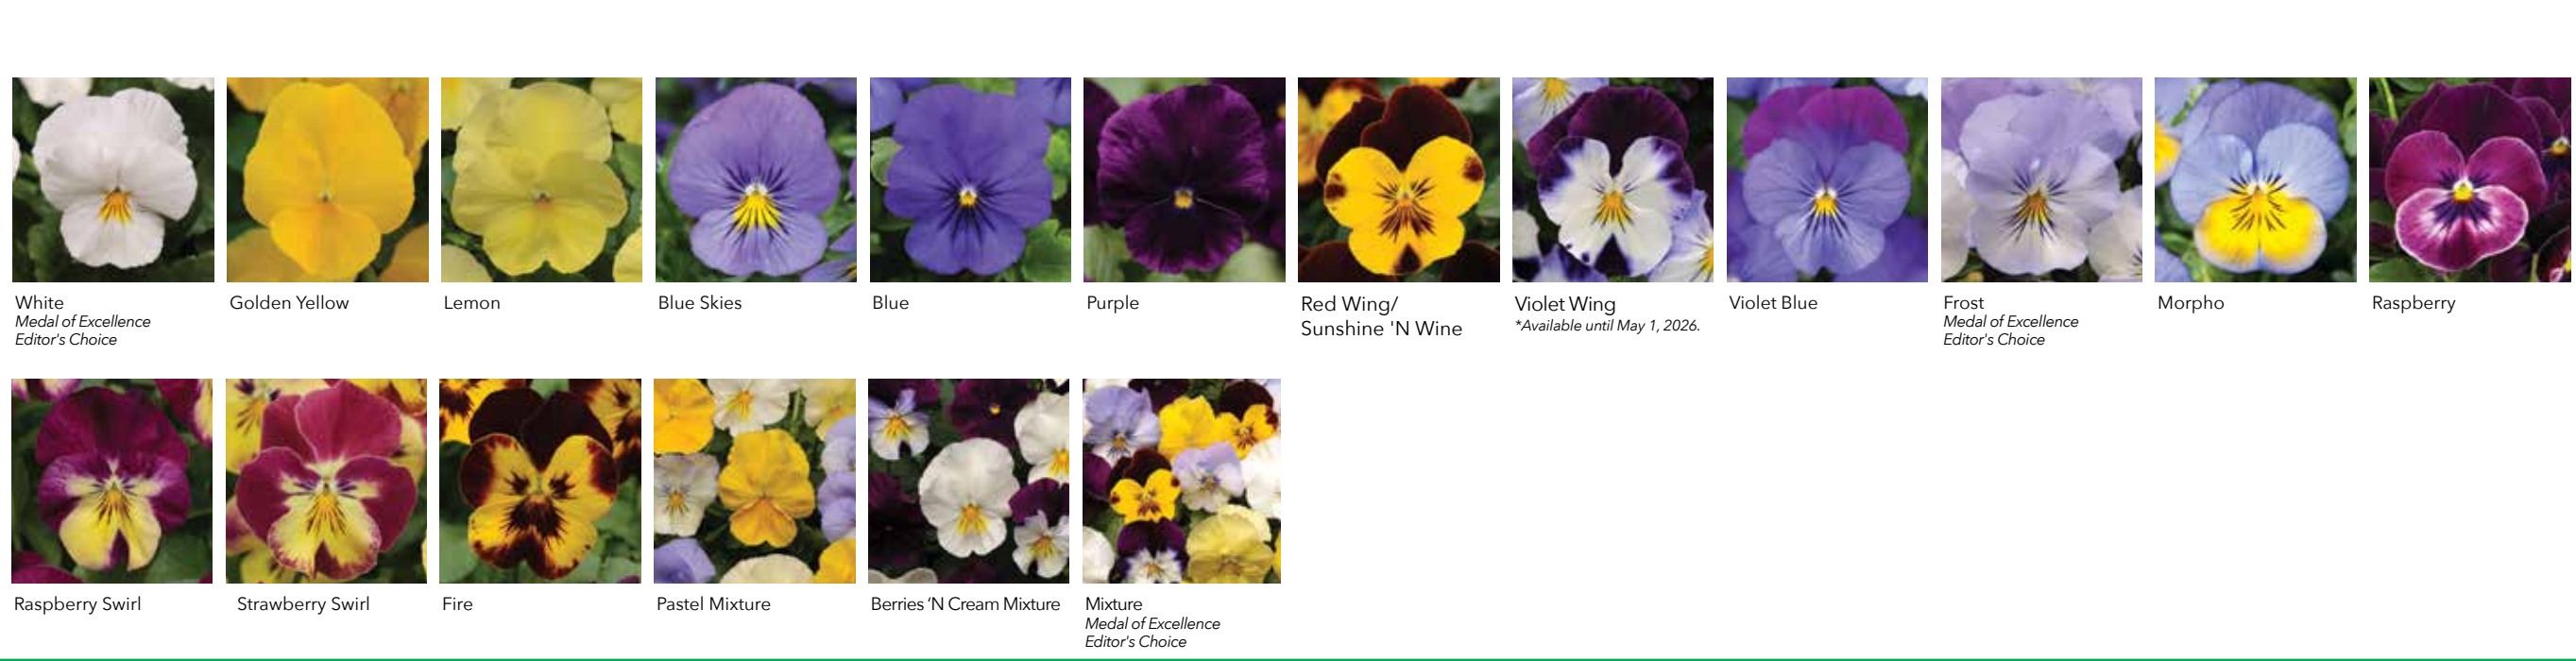 White
Medal of Excellence
Editor's Choice
Golden Yellow
Lemon
Blue Skies
Blue
Purple
Red Wing/
Sunshine 'N Wine
Violet Wing
*Available until May 1, 2026.
Violet Blue
Frost
Medal of Excellence
Editor's Choice
Morpho
Raspberry
Raspberry Swirl
Strawberry Swirl
Fire
Pastel Mixture
Berries ‘N Cream Mixture
Mixture
Medal of Excellence
Editor's Choice